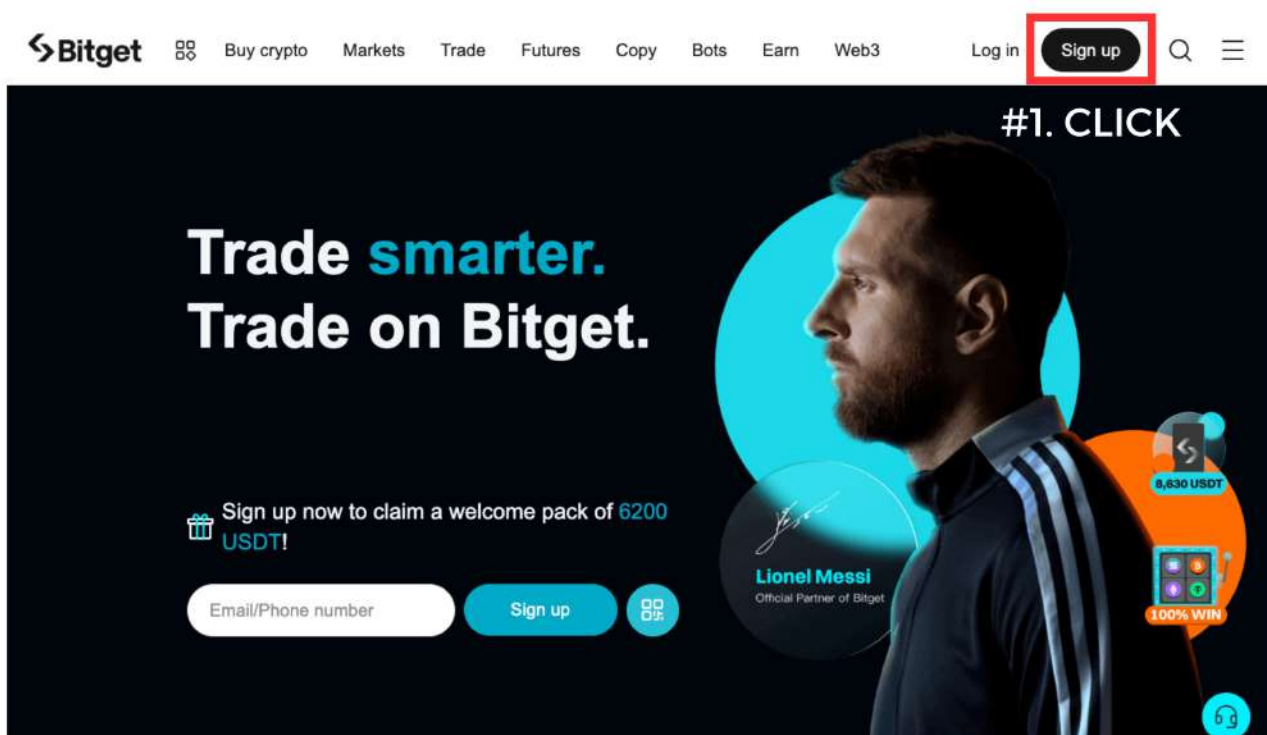 Bitget
Buy crypto
Markets
Trade
Futures
Copy
Bots
Earn
Web3
Log in
Sign up
#1. CLICK
Trade smarter.
Trade on Bitget.
Sign up now to claim a welcome pack of 6200
USDT!
Email/Phone number
Sign up
Lionel Messi
Official Partner of Bitget
8,630 USDT
100% WIN